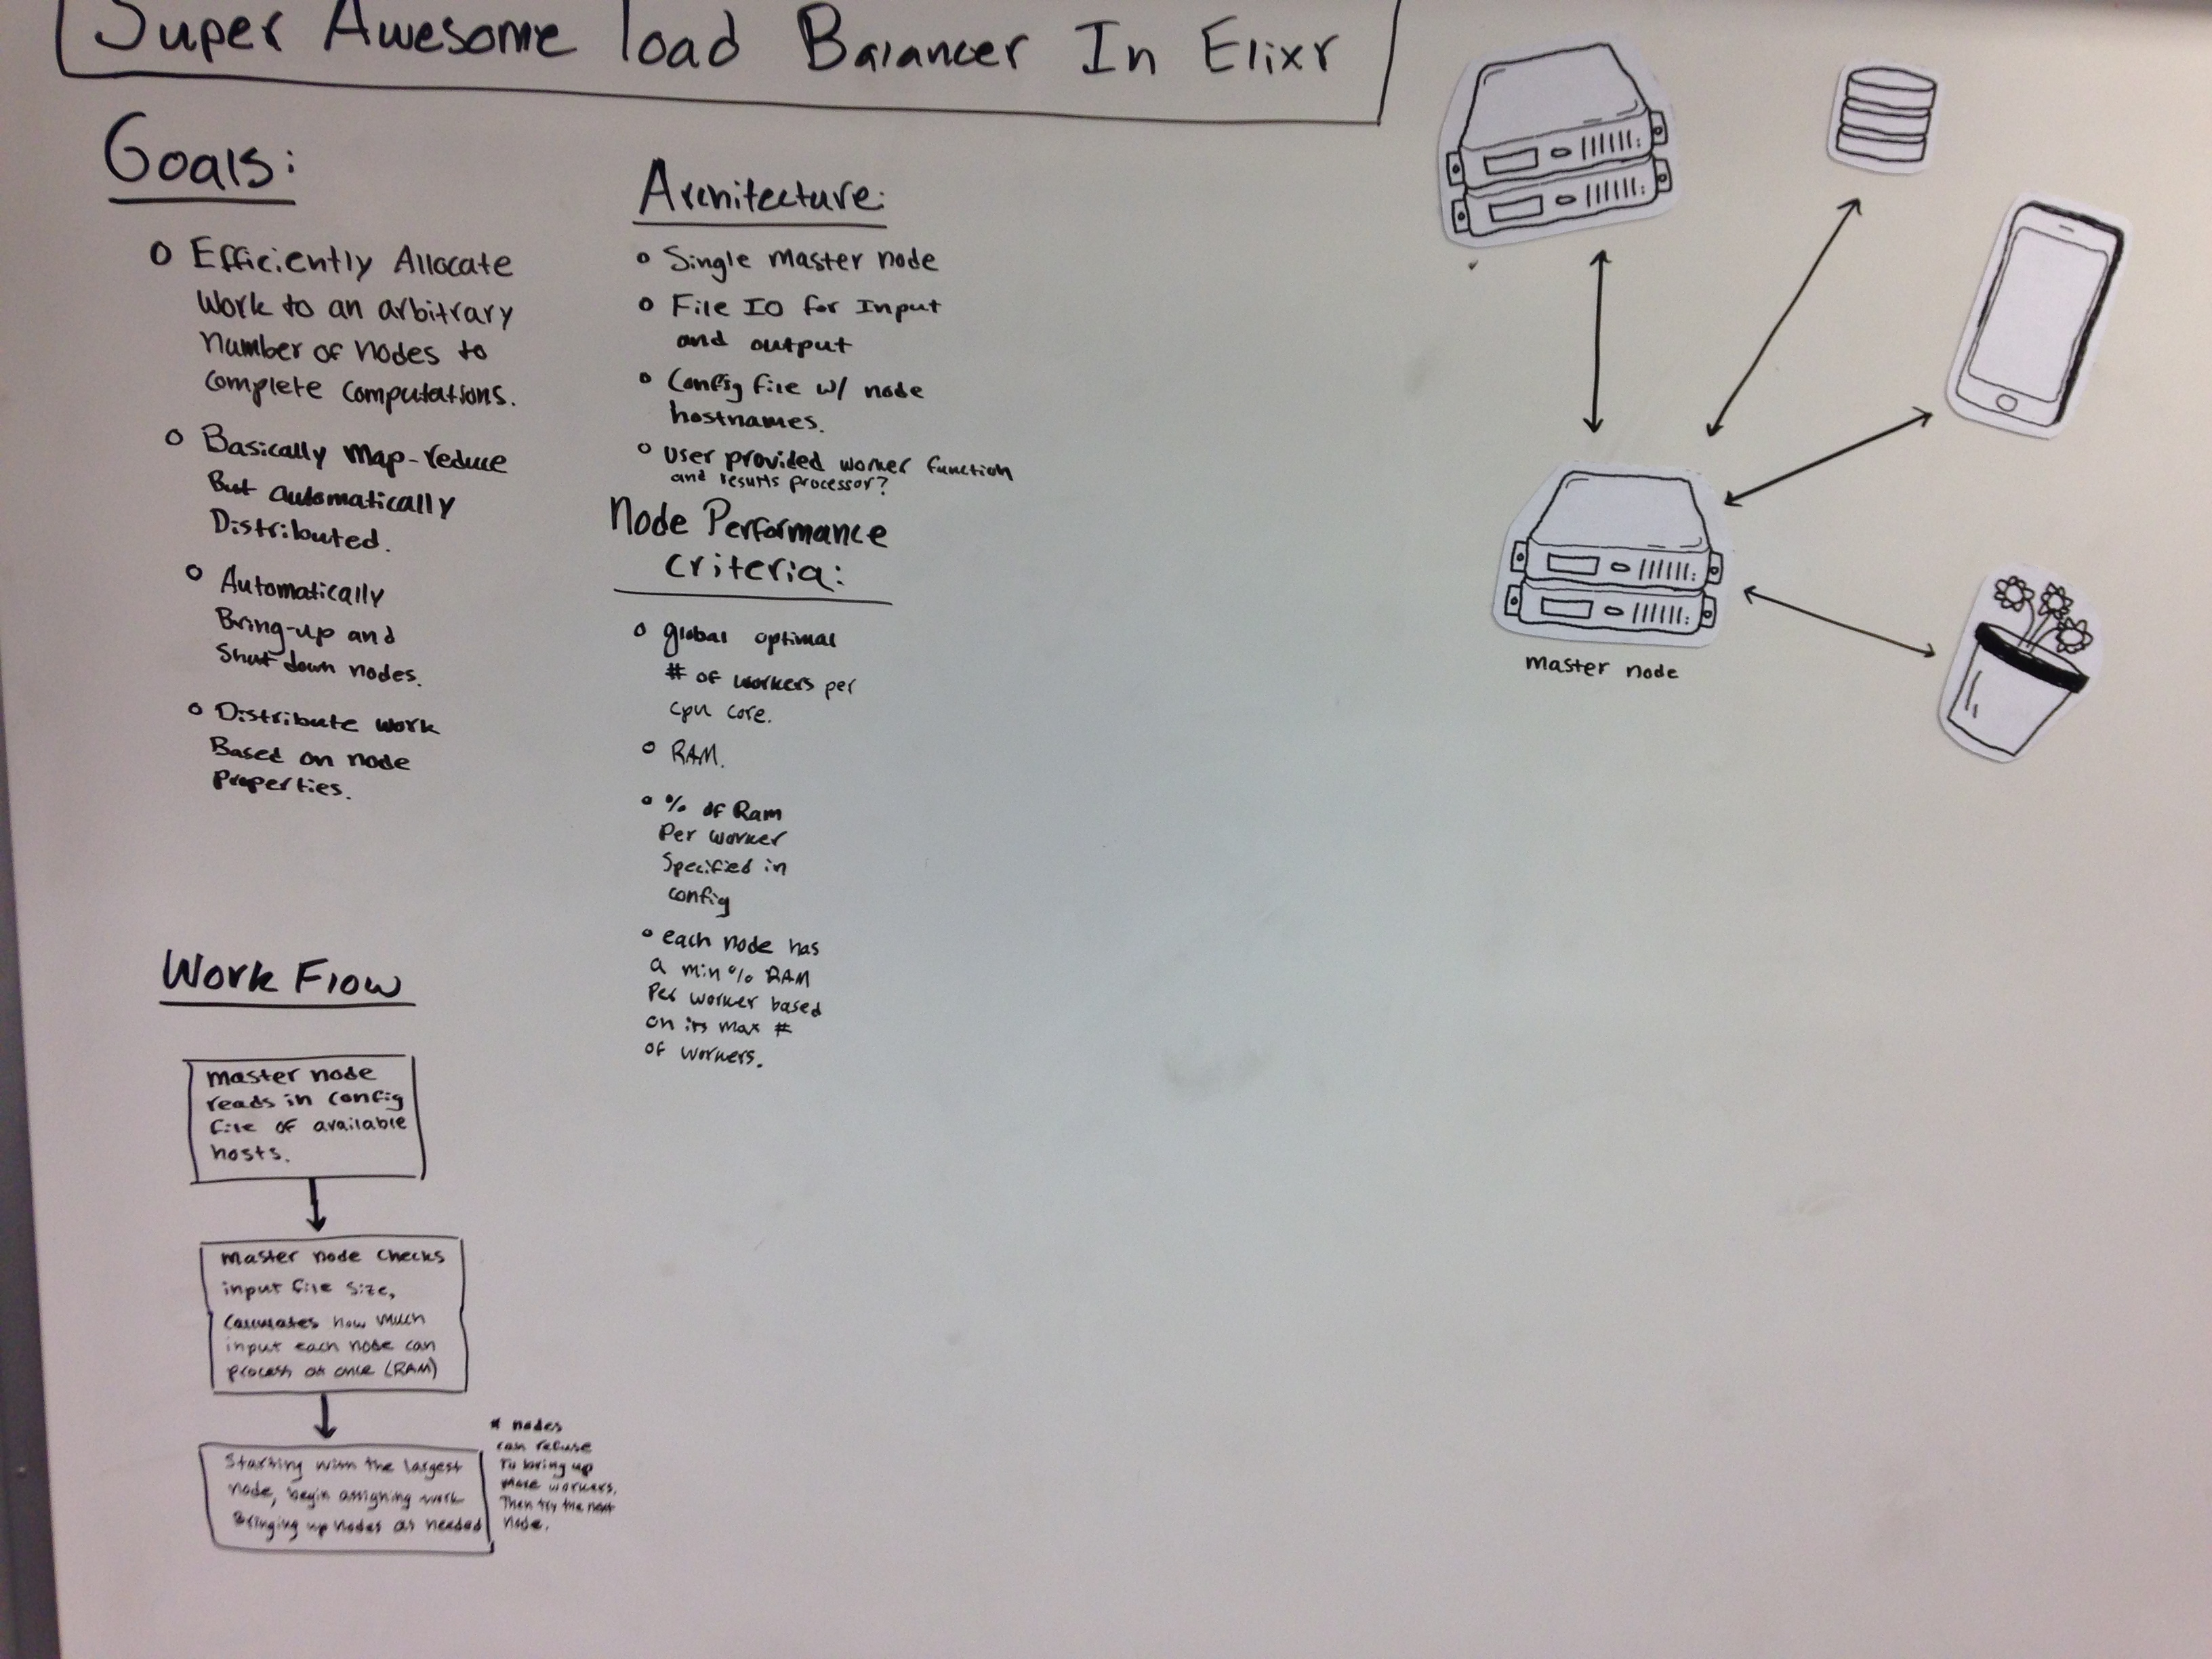 Super Awesome load Balancer In Elixr
Goals:
o Efficiently Allocate
work to an arbitrary
number of nodes to
complete computations.
o Basically map-reduce
But automatically
Distributed.
o Automatically
Bring-up and
Shut down nodes.
o Distribute work
Based on node
Properties.
Architecture:
o Single master node
o File IO for Input
and output
o Config file w/ node
hostnames.
o User provided worker function
and results processor?
Node Performance
Criteria:
o global optimal
# of workers per
cpu core.
o RAM.
o % of Ram
Per worker
Specified in
config
o each node has
a min % RAM
Per worker based
on its max #
of workers.
Work Flow
master node
reads in config
file of available
hosts.
master node checks
input file size,
Calculates how much
input each node can
process at once (RAM)
Starting with the largest
node, begin assigning work
Bringing up nodes as needed
* nodes
can refuse
To bring up
more workers.
Then try the next
node.
master node